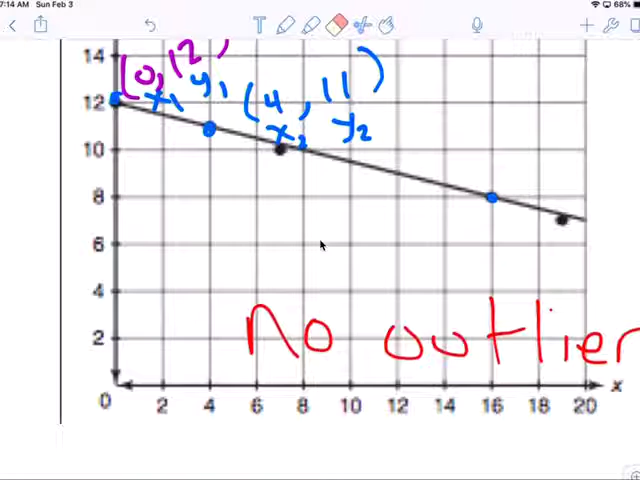 7:14 AM Sun Feb 3
68%
T
14
(0, 12)
x₁ y₁ (4, 11)
12
x₂ y₂
10
8
6
4
no outlier
2
0 2 4 6 8 10 12 14 16 18 20 x